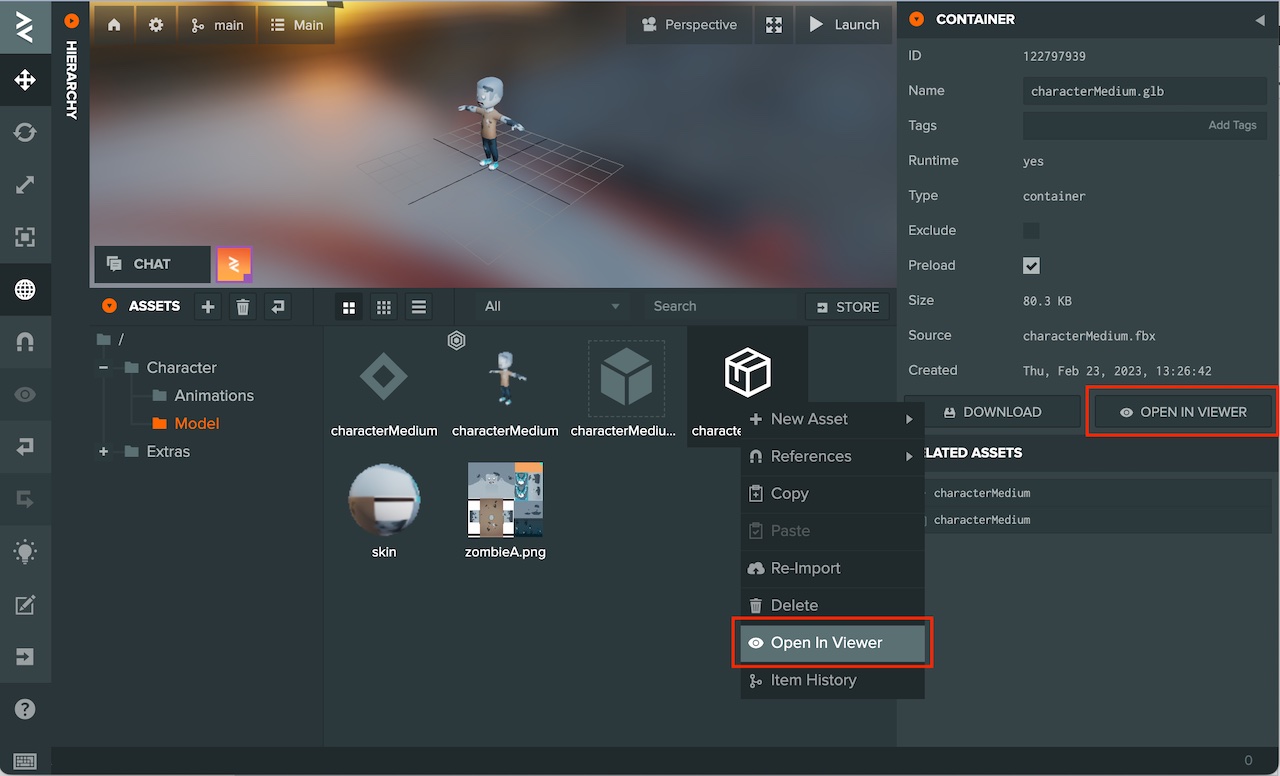 HIERARCHY
main
Main
Perspective
Launch
CHAT
ASSETS
All
Search
STORE
/
Character
Animations
Model
Extras
characterMedium
characterMedium
characterMediu...
characte
skin
zombieA.png
New Asset
References
Copy
Paste
Re-Import
Delete
Open In Viewer
Item History
CONTAINER
ID 122797939
Name characterMedium.glb
Tags Add Tags
Runtime yes
Type container
Exclude
Preload
Size 80.3 KB
Source characterMedium.fbx
Created Thu, Feb 23, 2023, 13:26:42
DOWNLOAD OPEN IN VIEWER
LATED ASSETS
characterMedium
characterMedium
0